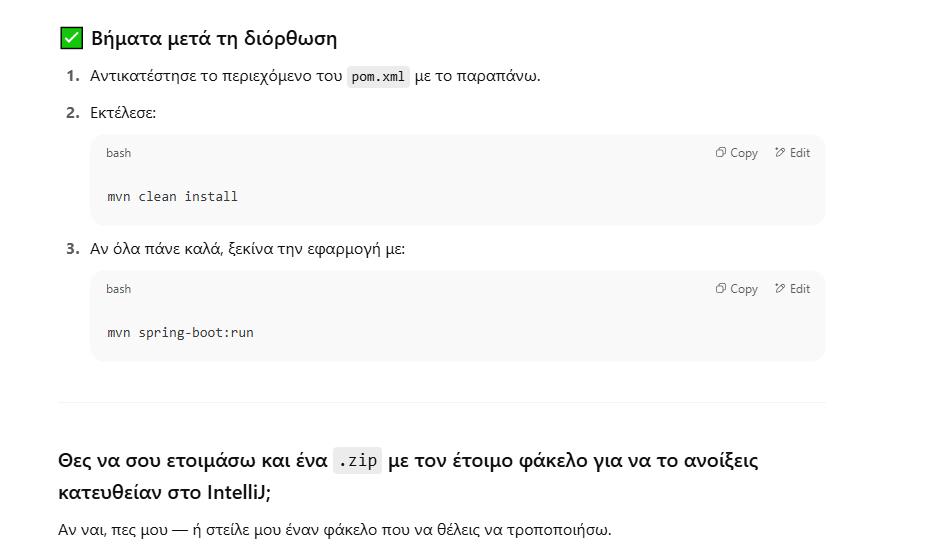 ✅ Βήματα μετά τη διόρθωση
1. Αντικατέστησε το περιεχόμενο του pom.xml με το παραπάνω.
2. Εκτέλεσε:
bash Copy Edit
mvn clean install
3. Αν όλα πάνε καλά, ξεκίνα την εφαρμογή με:
bash Copy Edit
mvn spring-boot:run
Θες να σου ετοιμάσω και ένα .zip με τον έτοιμο φάκελο για να το ανοίξεις
κατευθείαν στο IntelliJ;
Αν ναι, πες μου — ή στείλε μου έναν φάκελο που να θέλεις να τροποποιήσω.